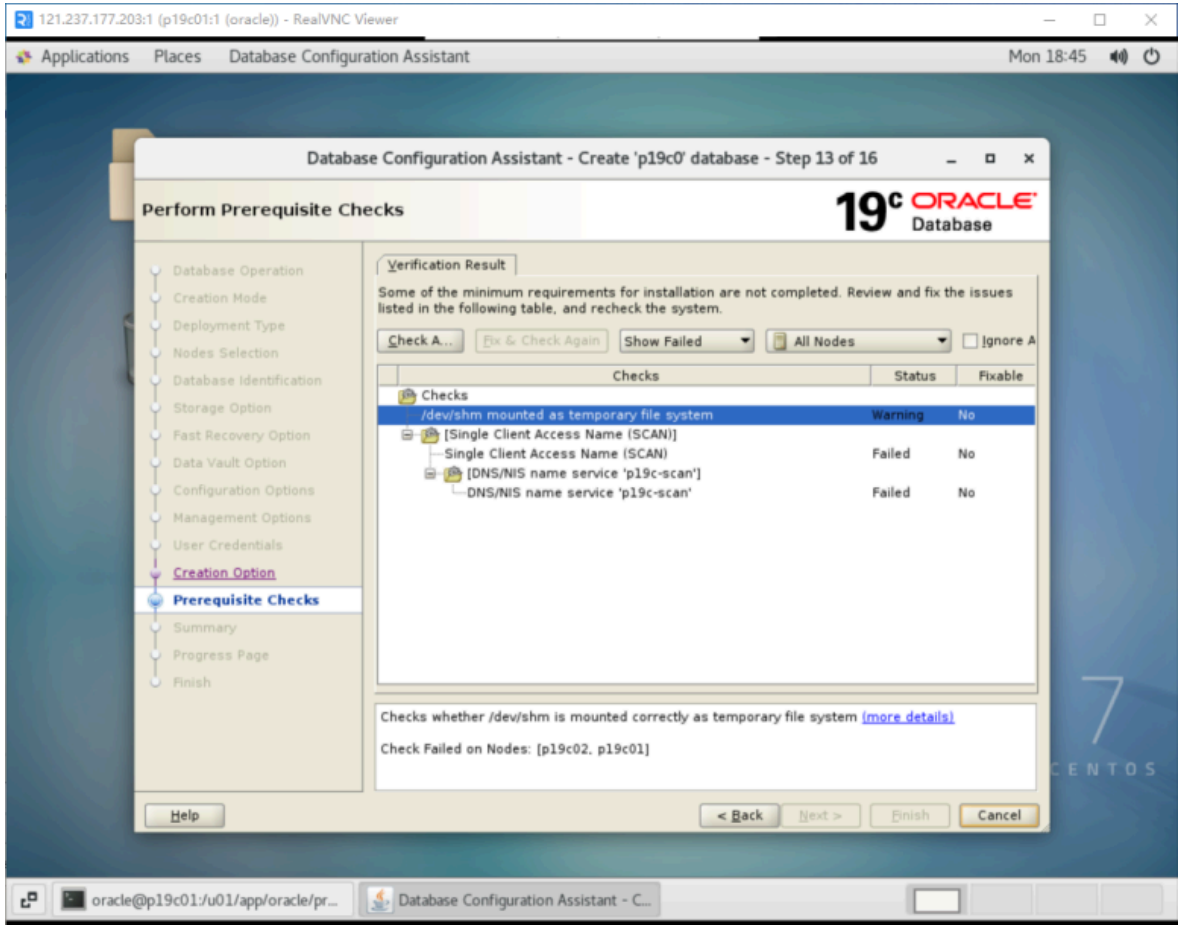 121.237.177.203:1 (p19c01:1 (oracle)) - RealVNC Viewer
Applications Places Database Configuration Assistant Mon 18:45
Database Configuration Assistant - Create 'p19c0' database - Step 13 of 16
Perform Prerequisite Checks
19c ORACLE Database
Database Operation
Creation Mode
Deployment Type
Nodes Selection
Database Identification
Storage Option
Fast Recovery Option
Data Vault Option
Configuration Options
Management Options
User Credentials
Creation Option
Prerequisite Checks
Summary
Progress Page
Finish
Verification Result
Some of the minimum requirements for installation are not completed. Review and fix the issues
listed in the following table, and recheck the system.
Check A... Fix & Check Again Show Failed All Nodes Ignore A
Checks Status Fixable
Checks
/dev/shm mounted as temporary file system Warning No
[Single Client Access Name (SCAN)]
Single Client Access Name (SCAN) Failed No
[DNS/NIS name service 'p19c-scan']
DNS/NIS name service 'p19c-scan' Failed No
Checks whether /dev/shm is mounted correctly as temporary file system (more details)
Check Failed on Nodes: [p19c02, p19c01]
7
CENTOS
Help < Back Next > Finish Cancel
oracle@p19c01:/u01/app/oracle/pr... Database Configuration Assistant - C...